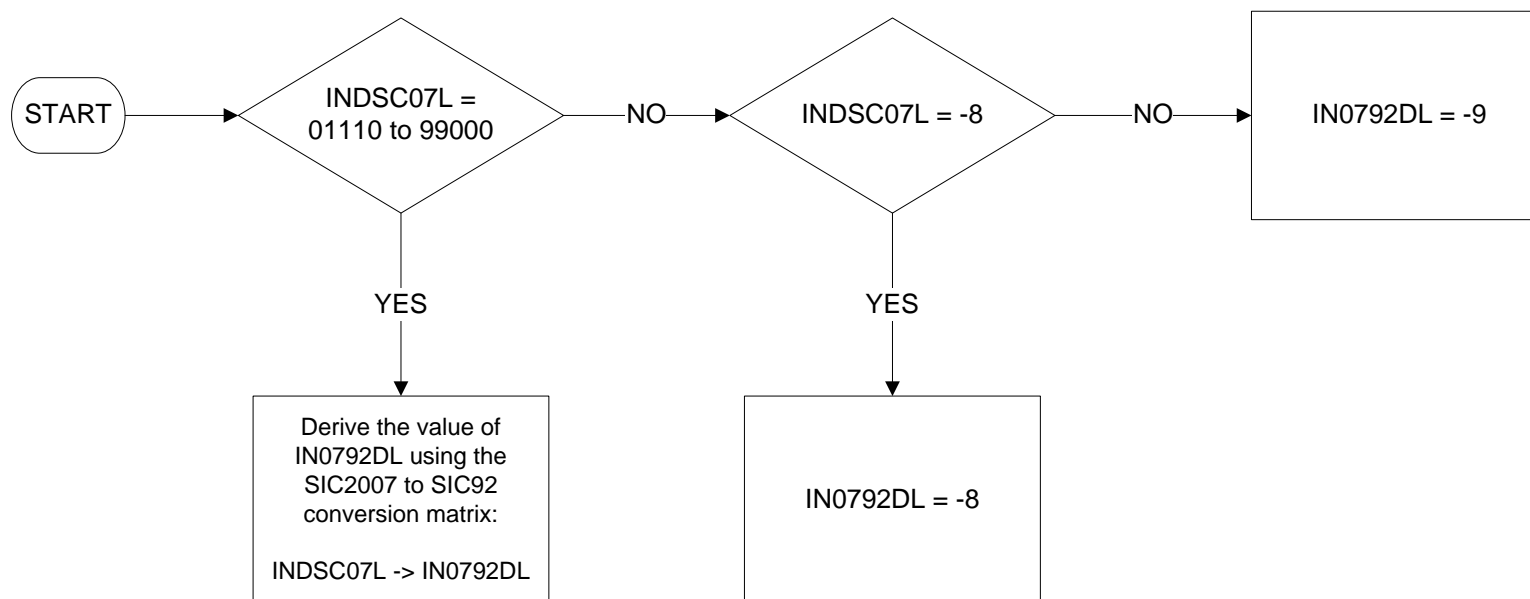 START
INDSC07L =
01110 to 99000
NO
INDSC07L = -8
NO
IN0792DL = -9
YES
YES
Derive the value of
IN0792DL using the
SIC2007 to SIC92
conversion matrix:
INDSC07L -> IN0792DL
IN0792DL = -8